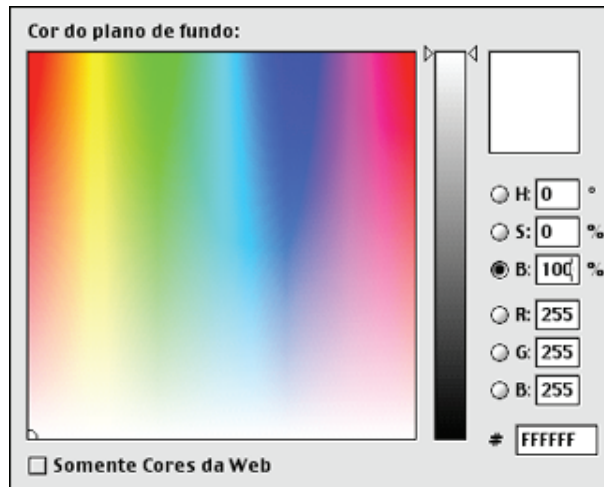 Cor do plano de fundo:
H: 0 °
S: 0 %
B: 100 %
R: 255
G: 255
B: 255
# FFFFFF
Somente Cores da Web